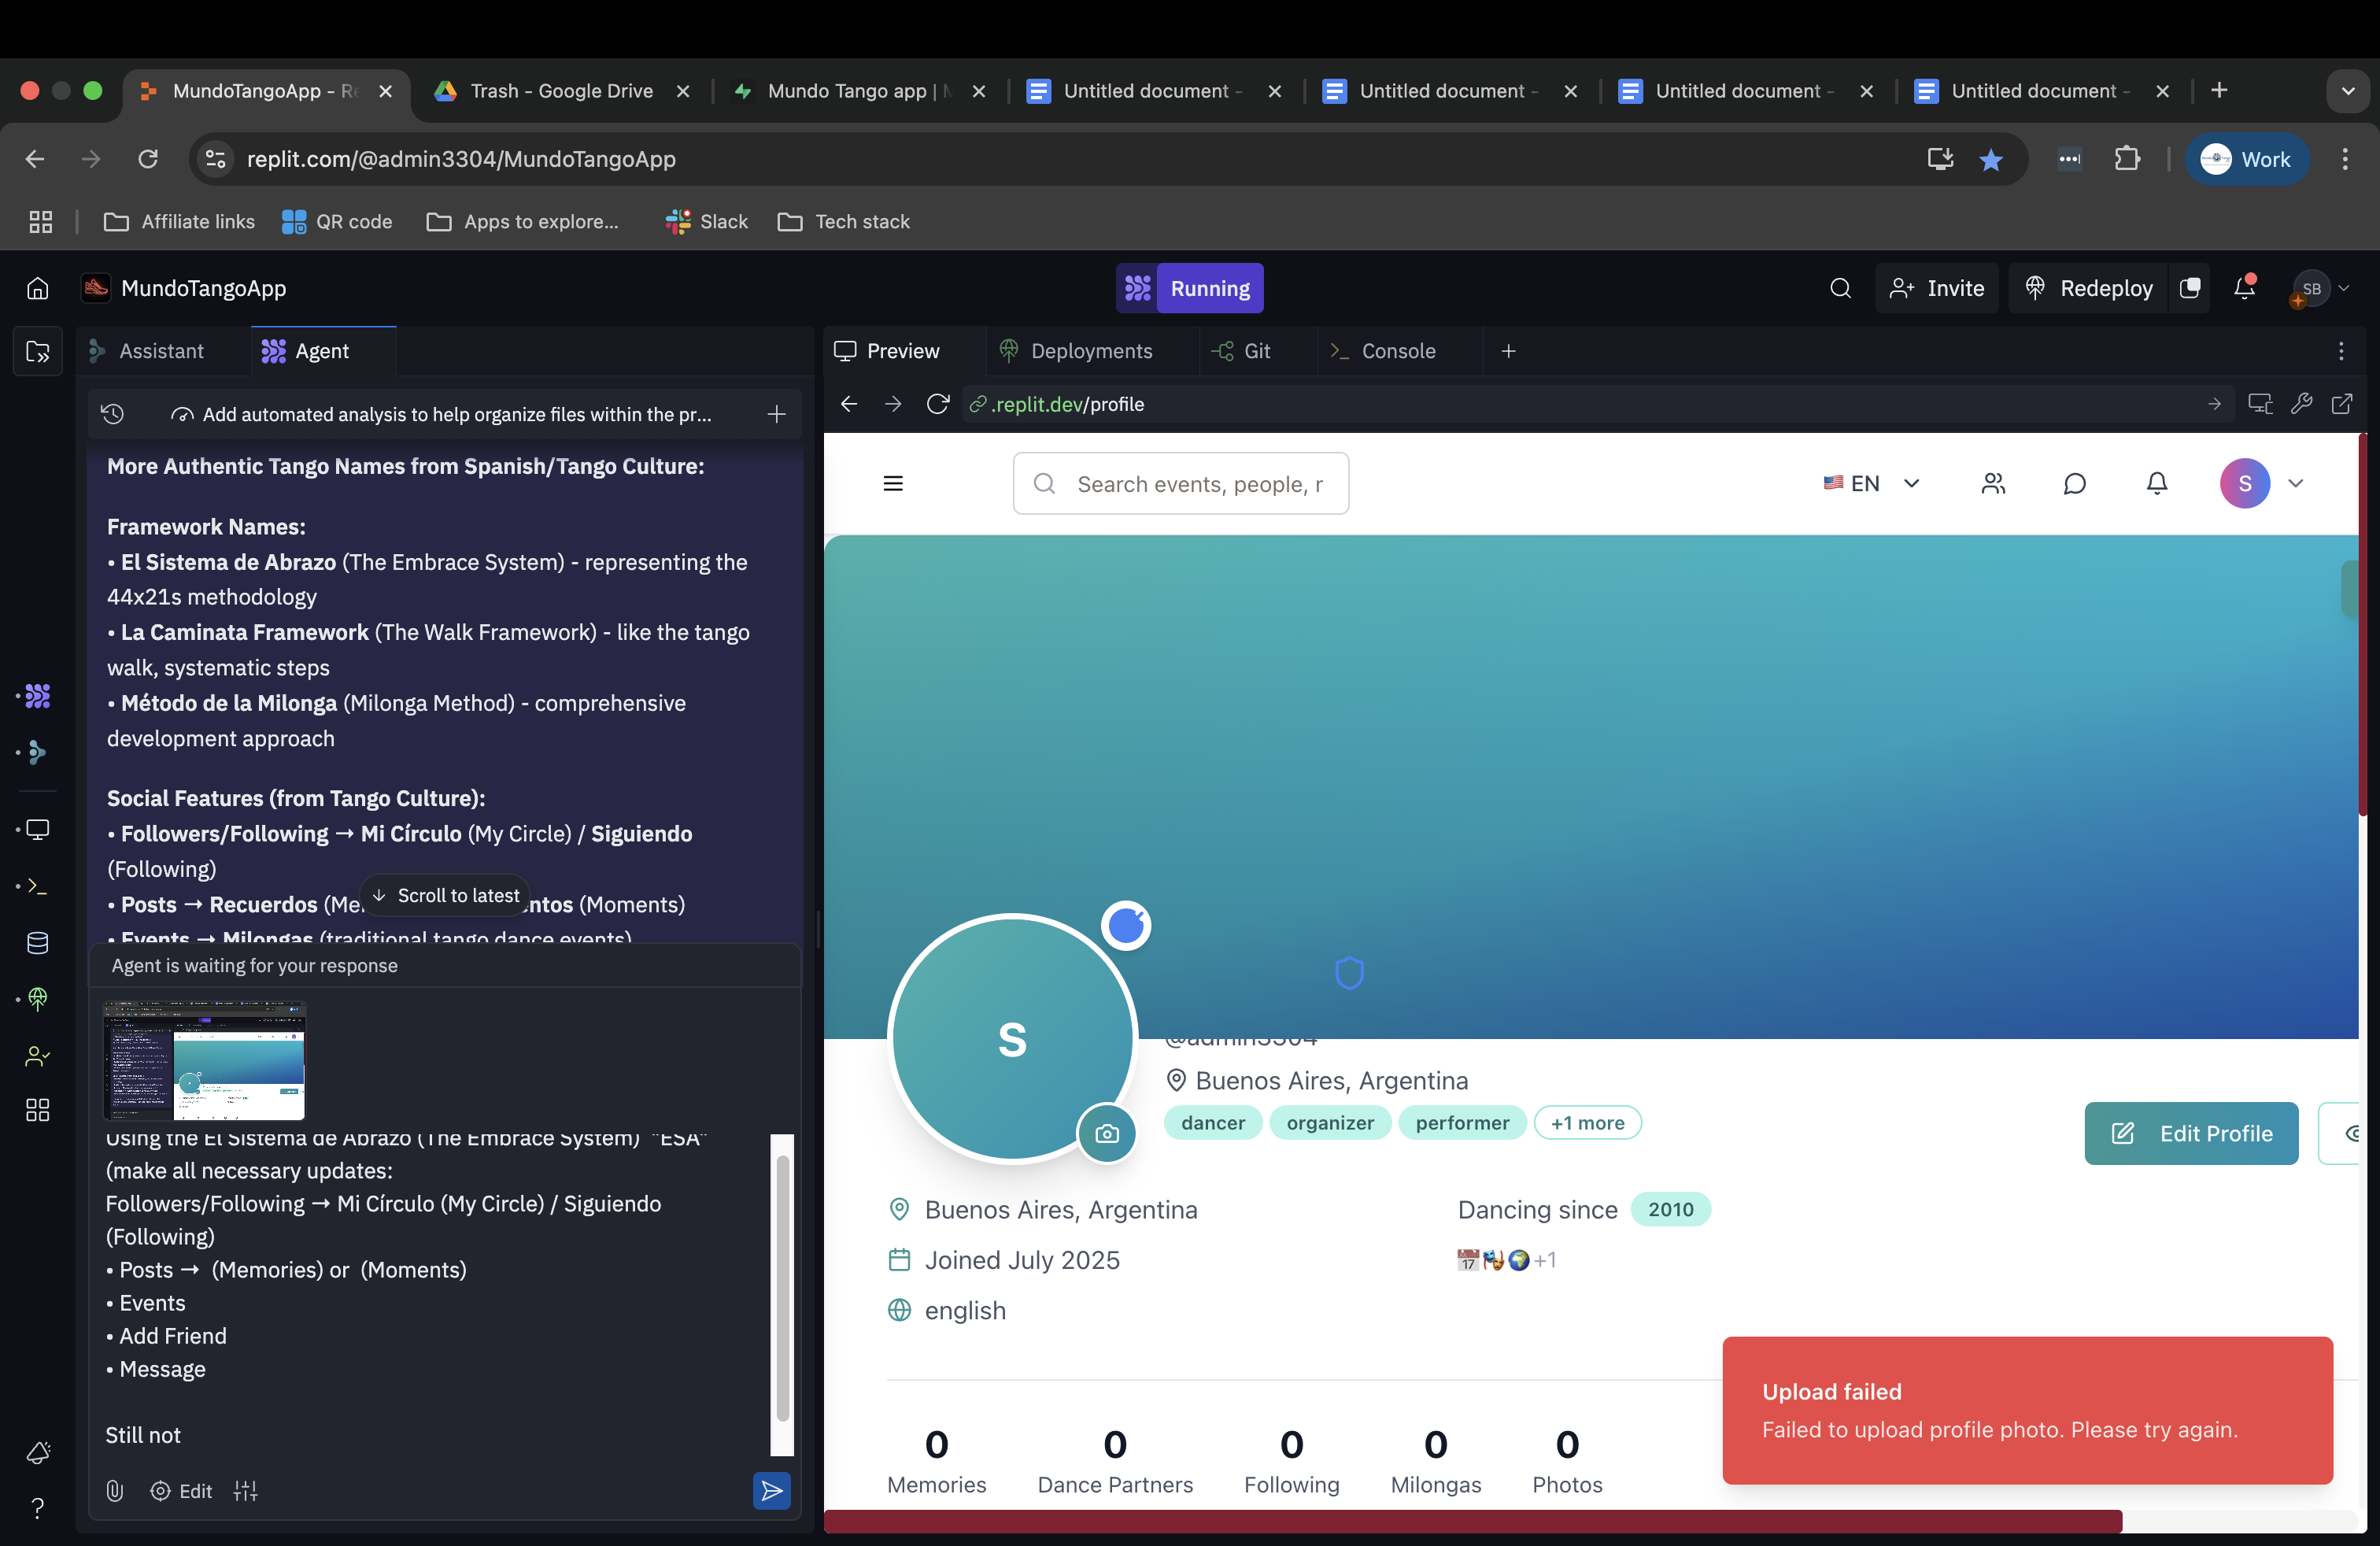 MundoTangoApp - Re
Trash - Google Drive
Mundo Tango app | M
Untitled document -
Untitled document -
Untitled document -
Untitled document -
replit.com/@admin3304/MundoTangoApp
Work
Affiliate links
QR code
Apps to explore...
Slack
Tech stack
MundoTangoApp
Running
Invite
Redeploy
SB
Assistant
Agent
Add automated analysis to help organize files within the pr...
More Authentic Tango Names from Spanish/Tango Culture:
Framework Names:
• El Sistema de Abrazo (The Embrace System) - representing the
44x21s methodology
• La Caminata Framework (The Walk Framework) - like the tango
walk, systematic steps
• Método de la Milonga (Milonga Method) - comprehensive
development approach
Social Features (from Tango Culture):
• Followers/Following → Mi Círculo (My Circle) / Siguiendo
(Following)
• Posts → Recuerdos (Me
ntos (Moments)
Scroll to latest
• Events → Milongas (traditional tango dance events)
Agent is waiting for your response
Using the El Sistema de Abrazo (The Embrace System) "ESA"
(make all necessary updates:
Followers/Following → Mi Círculo (My Circle) / Siguiendo
(Following)
• Posts → (Memories) or (Moments)
• Events
• Add Friend
• Message
Still not
Edit
Preview
Deployments
Git
Console
.replit.dev/profile
Search events, people, r
EN
S
S
@admin3304
Buenos Aires, Argentina
dancer
organizer
performer
+1 more
Edit Profile
Buenos Aires, Argentina
Dancing since 2010
Joined July 2025
17
+1
english
0 Memories
0 Dance Partners
0 Following
0 Milongas
0 Photos
Upload failed
Failed to upload profile photo. Please try again.